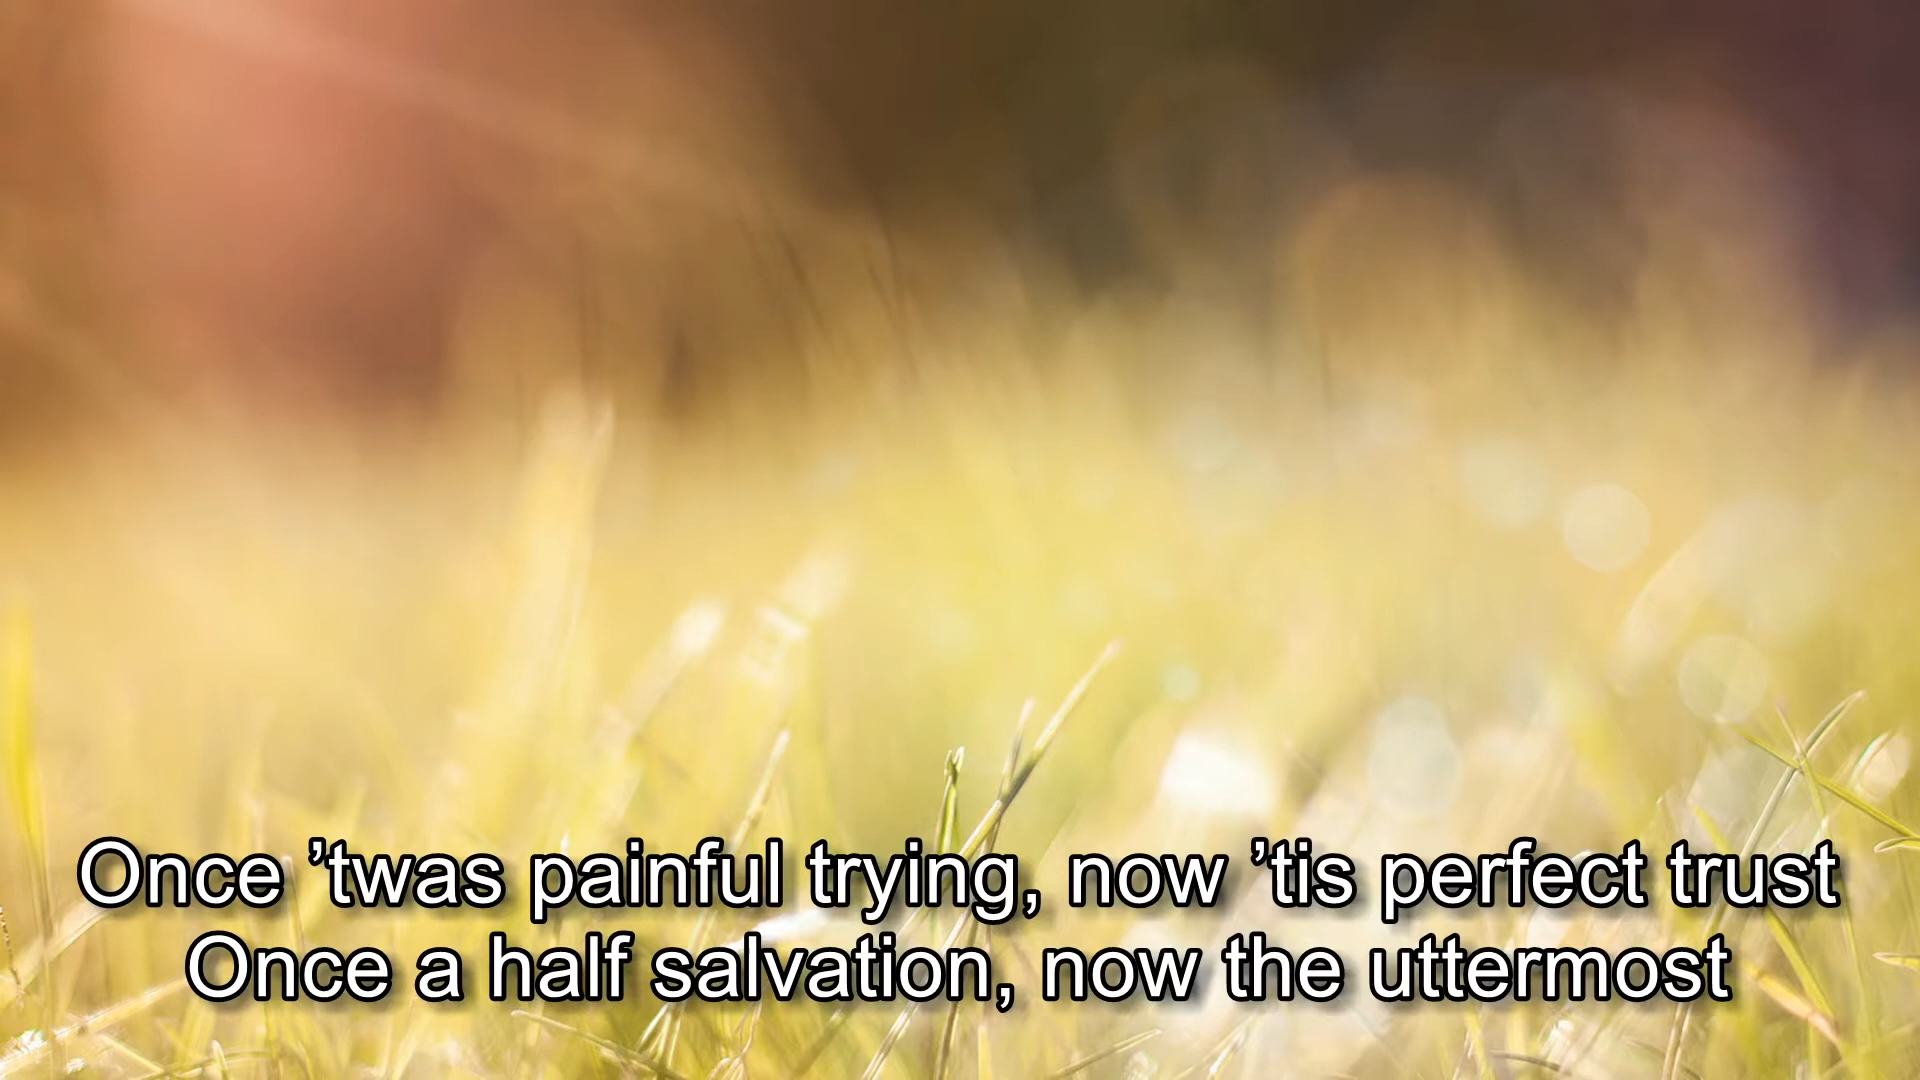 Once ’twas painful trying, now ’tis perfect trust
Once a half salvation, now the uttermost